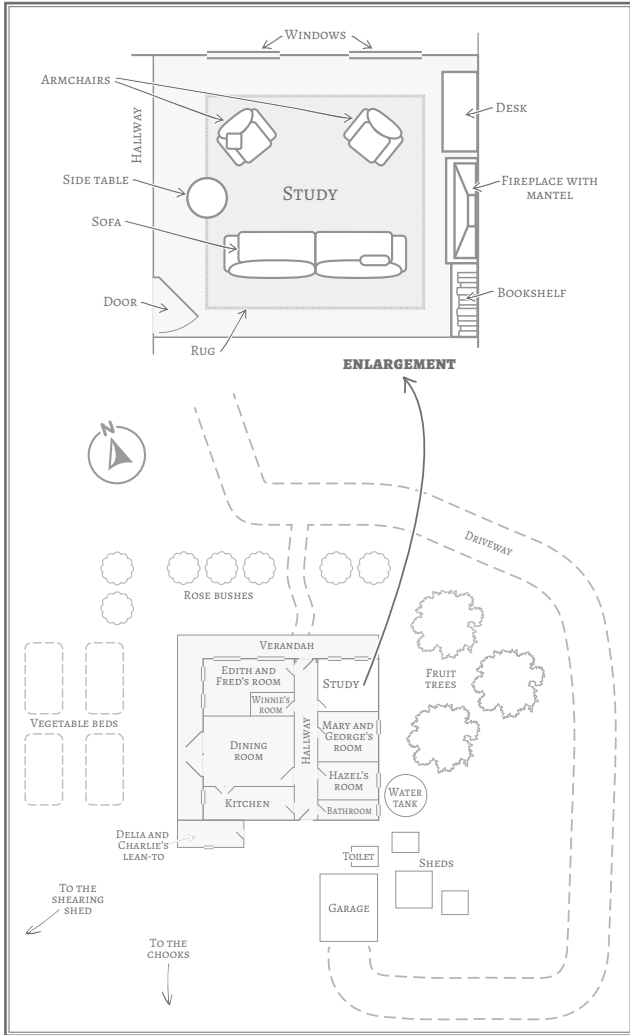 Windows
Armchairs
Desk
Hallway
Side table
Study
Fireplace with
mantel
Sofa
Door
Bookshelf
Rug
ENLARGEMENT
N
Driveway
Rose bushes
Verandah
Edith and
Fred's room
Study
Fruit
trees
Winnie's
room
Vegetable beds
Hallway
Mary and
George's
room
Dining
room
Hazel's
room
Kitchen
Bathroom
Water
tank
Delia and
Charlie's
lean-to
Toilet
Sheds
To the
shearing
shed
Garage
To the
chooks